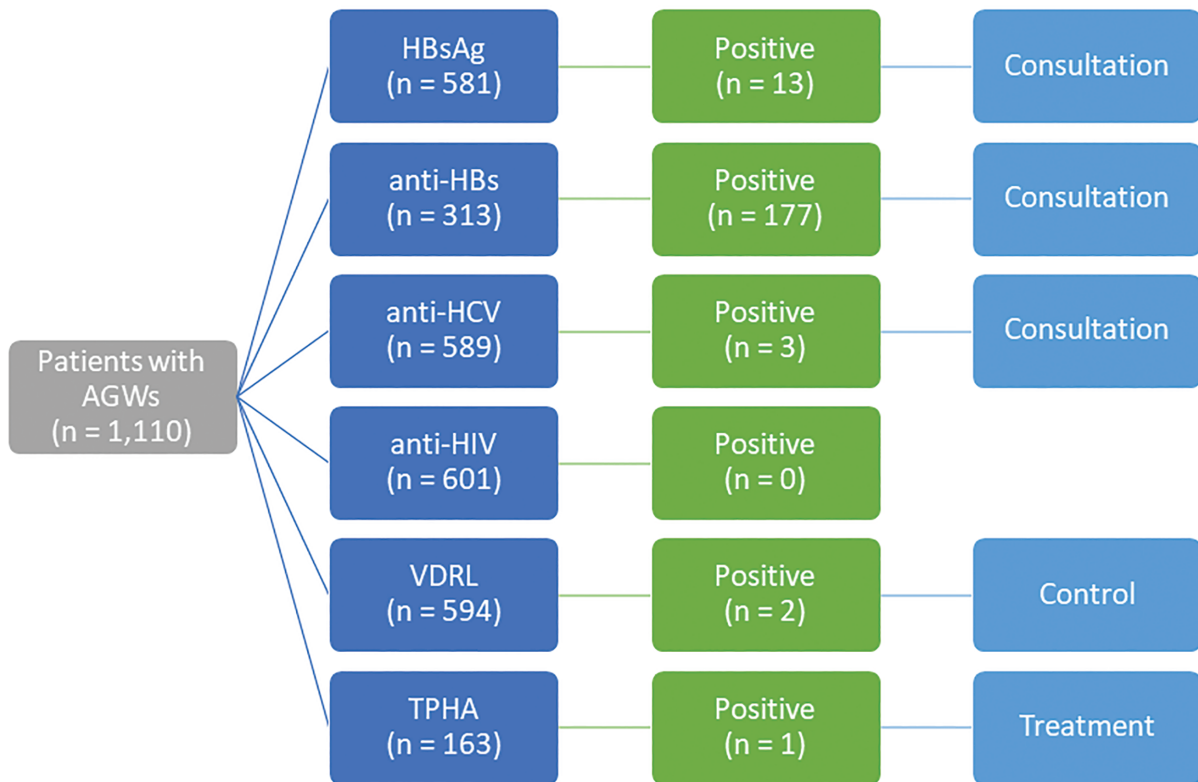 Patients with
AGWs
(n = 1,110)
HBsAg
(n = 581)
Positive
(n = 13)
Consultation
anti-HBs
(n = 313)
Positive
(n = 177)
Consultation
anti-HCV
(n = 589)
Positive
(n = 3)
Consultation
anti-HIV
(n = 601)
Positive
(n = 0)
VDRL
(n = 594)
Positive
(n = 2)
Control
TPHA
(n = 163)
Positive
(n = 1)
Treatment